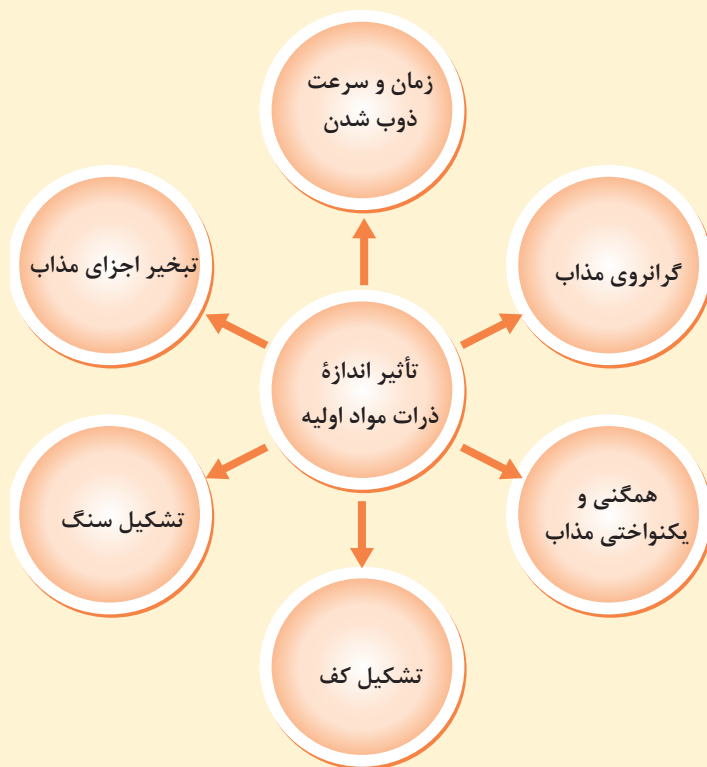 زمان و سرعت
ذوب شدن
گرانروی مذاب
تبخیر اجزای مذاب
تأثیر اندازۀ
ذرات مواد اولیه
همگنی و
یکنواختی مذاب
تشکیل سنگ
تشکیل کف